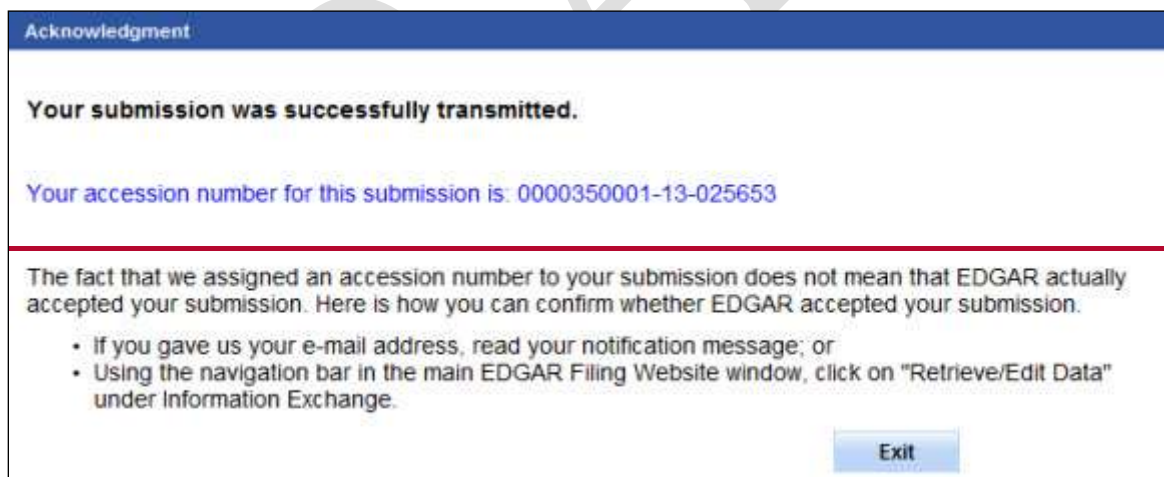 Acknowledgment
Your submission was successfully transmitted.
Your accession number for this submission is: 0000350001-13-025653
The fact that we assigned an accession number to your submission does not mean that EDGAR actually
accepted your submission. Here is how you can confirm whether EDGAR accepted your submission.
• If you gave us your e-mail address, read your notification message; or
• Using the navigation bar in the main EDGAR Filing Website window, click on "Retrieve/Edit Data"
under Information Exchange.
Exit